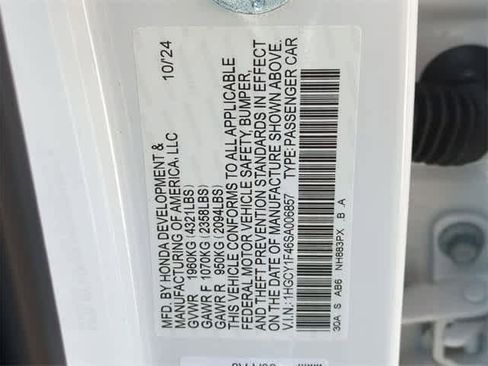 MFD. BY HONDA DEVELOPMENT & 10/24
MANUFACTURING OF AMERICA, LLC
GVWR 1960KG (4321LBS)
GAWR F 1070KG (2358LBS)
GAWR R 950KG (2094LBS)
THIS VEHICLE CONFORMS TO ALL APPLICABLE
FEDERAL MOTOR VEHICLE SAFETY, BUMPER,
AND THEFT PREVENTION STANDARDS IN EFFECT
ON THE DATE OF MANUFACTURE SHOWN ABOVE.
V.I.N.: 1HGCY1F46SA006857 TYPE: PASSENGER CAR
30A S AB6 NH883PX B A